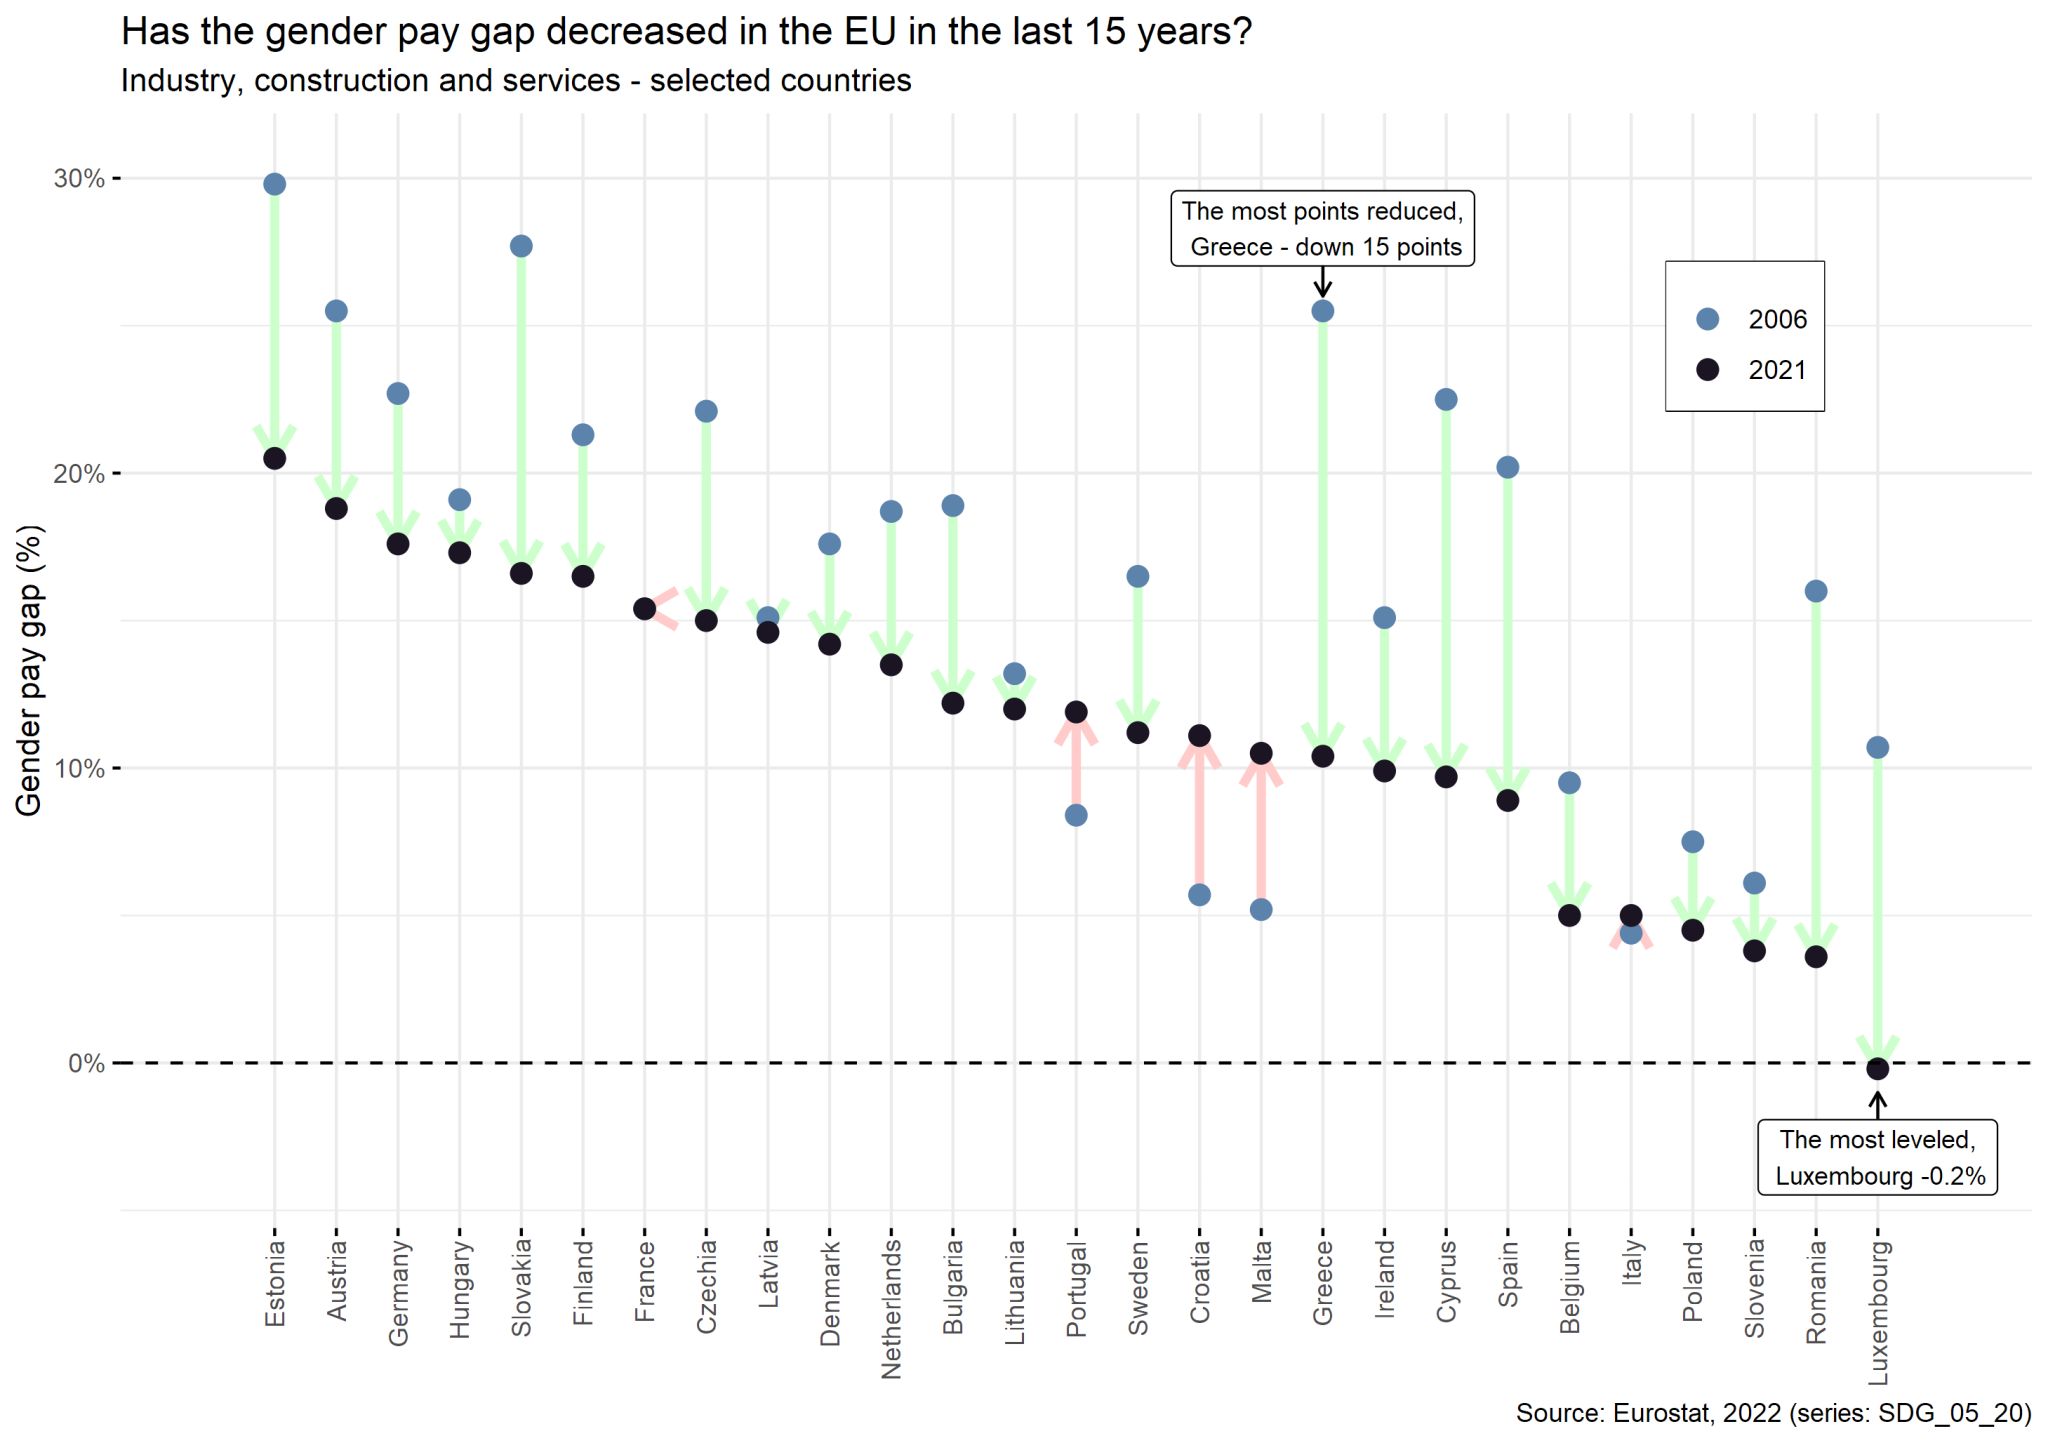 Has the gender pay gap decreased in the EU in the last 15 years?
Industry, construction and services - selected countries
30%
20%
10%
0%
Gender pay gap (%)
The most points reduced,
Greece - down 15 points
2006
2021
The most leveled,
Luxembourg -0.2%
Estonia
Austria
Germany
Hungary
Slovakia
Finland
France
Czechia
Latvia
Denmark
Netherlands
Bulgaria
Lithuania
Portugal
Sweden
Croatia
Malta
Greece
Ireland
Cyprus
Spain
Belgium
Italy
Poland
Slovenia
Romania
Luxembourg
Source: Eurostat, 2022 (series: SDG_05_20)